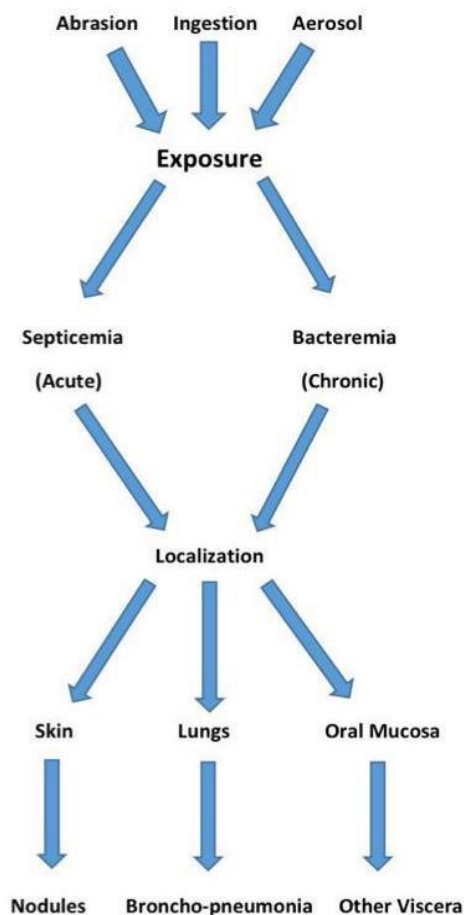 Abrasion Ingestion Aerosol
Exposure
Septicemia Bacteremia
(Acute) (Chronic)
Localization
Skin Lungs Oral Mucosa
Nodules Broncho-pneumonia Other Viscera